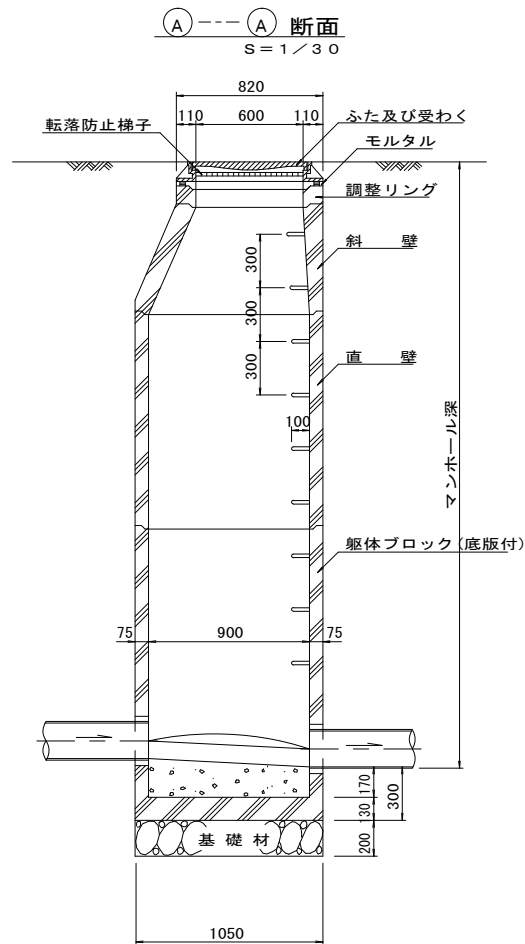 A A 断面
S=1/30
820
110 600 110
転落防止梯子
ふた及び受わく
モルタル
調整リング
斜 壁
300
300
直 壁
300
100
マンホール深
躯体ブロック(底版付)
75 900 75
170
130
300
基 礎 材
200
1050